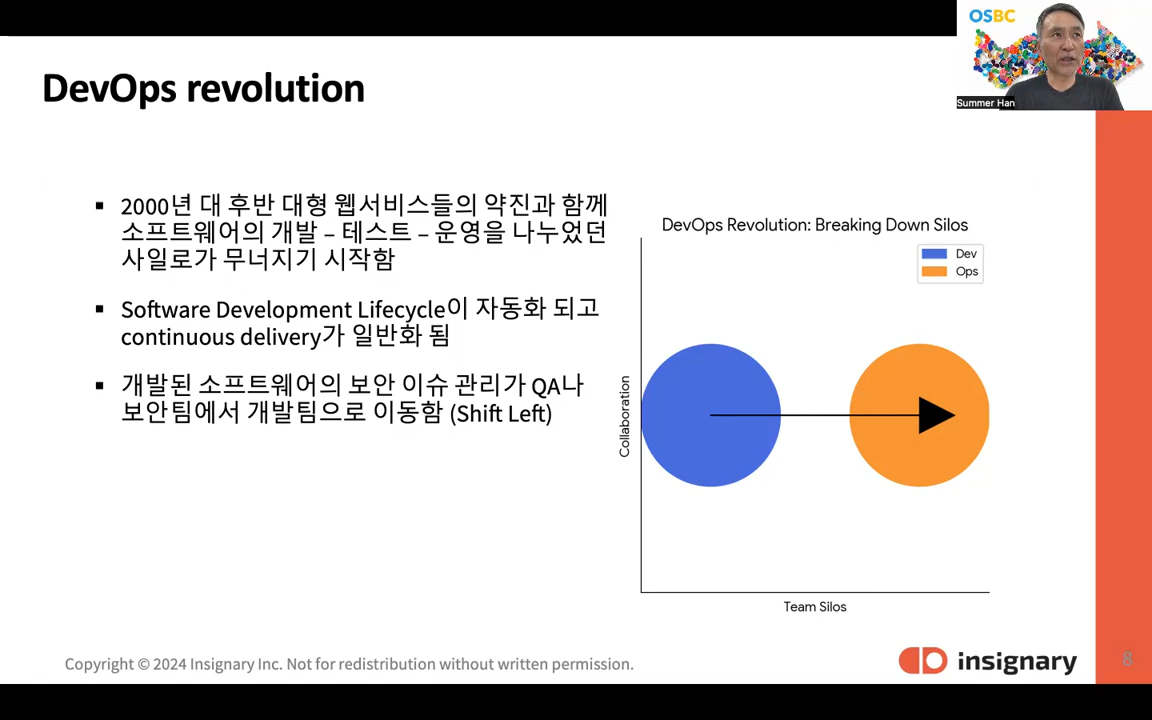 OSBC
Summer Han
DevOps revolution
▪ 2000년 대 후반 대형 웹서비스들의 약진과 함께
소프트웨어의 개발 – 테스트 – 운영을 나누었던
사일로가 무너지기 시작함
▪ Software Development Lifecycle이 자동화 되고
continuous delivery가 일반화 됨
▪ 개발된 소프트웨어의 보안 이슈 관리가 QA나
보안팀에서 개발팀으로 이동함 (Shift Left)
DevOps Revolution: Breaking Down Silos
Dev
Ops
Collaboration
Team Silos
Copyright © 2024 Insignary Inc. Not for redistribution without written permission.
insignary
8